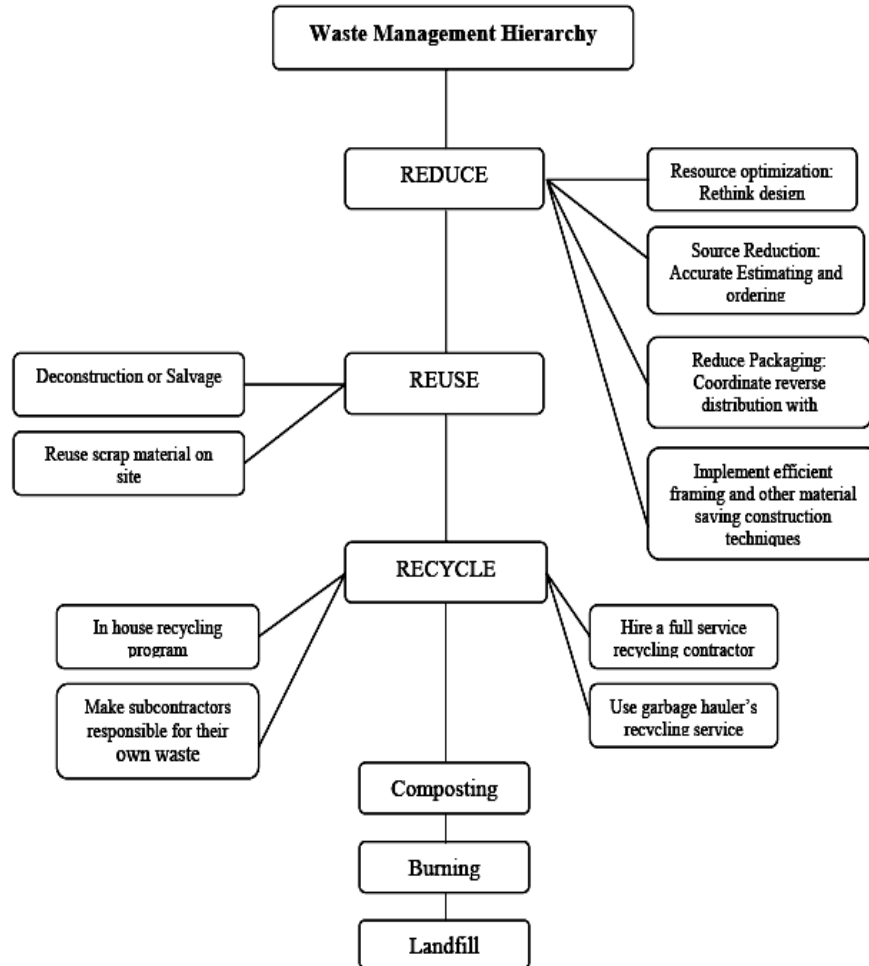 Waste Management Hierarchy
REDUCE
Resource optimization:
Rethink design
Source Reduction:
Accurate Estimating and
ordering
Reduce Packaging:
Coordinate reverse
distribution with
Implement efficient
framing and other material
saving construction
techniques
REUSE
Deconstruction or Salvage
Reuse scrap material on
site
RECYCLE
In house recycling
program
Make subcontractors
responsible for their
own waste
Hire a full service
recycling contractor
Use garbage hauler's
recycling service
Composting
Burning
Landfill